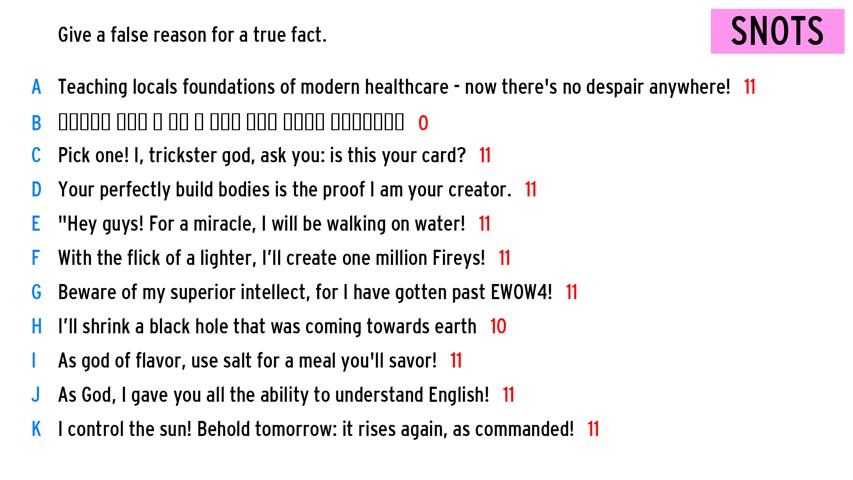 Give a false reason for a true fact.
SNOTS
A Teaching locals foundations of modern healthcare - now there's no despair anywhere! 11
B 0
C Pick one! I, trickster god, ask you: is this your card? 11
D Your perfectly build bodies is the proof I am your creator. 11
E "Hey guys! For a miracle, I will be walking on water! 11
F With the flick of a lighter, I’ll create one million Fireys! 11
G Beware of my superior intellect, for I have gotten past EWOW4! 11
H I’ll shrink a black hole that was coming towards earth 10
I As god of flavor, use salt for a meal you'll savor! 11
J As God, I gave you all the ability to understand English! 11
K I control the sun! Behold tomorrow: it rises again, as commanded! 11